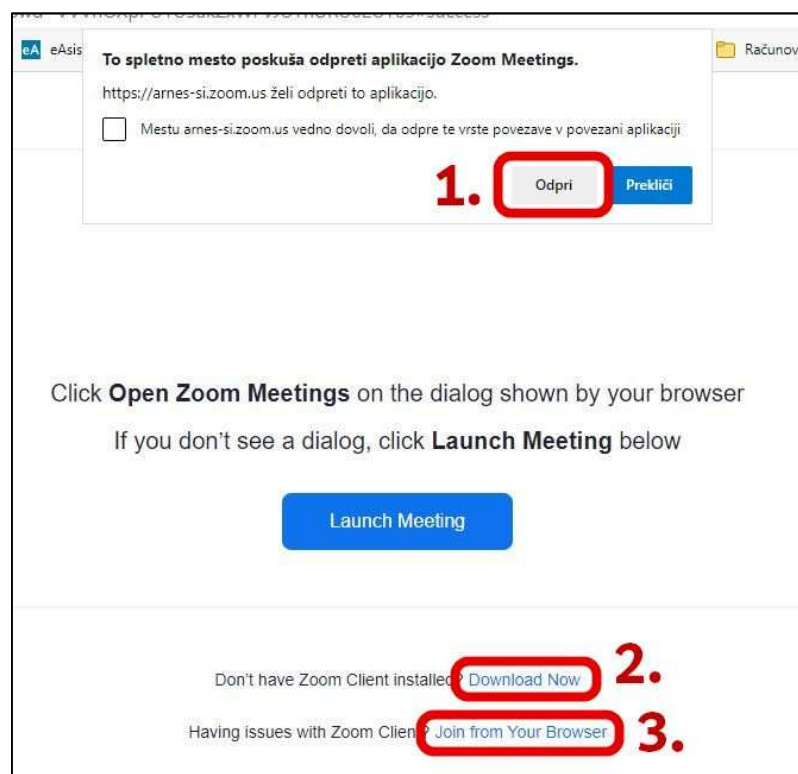 eA eAsis
Računov
To spletno mesto poskuša odpreti aplikacijo Zoom Meetings.
https://arnes-si.zoom.us želi odpreti to aplikacijo.
Mestu arnes-si.zoom.us vedno dovoli, da odpre te vrste povezave v povezani aplikaciji
1. Odpri Prekliči
Click Open Zoom Meetings on the dialog shown by your browser
If you don't see a dialog, click Launch Meeting below
Launch Meeting
Don't have Zoom Client installed? Download Now 2.
Having issues with Zoom Client? Join from Your Browser 3.